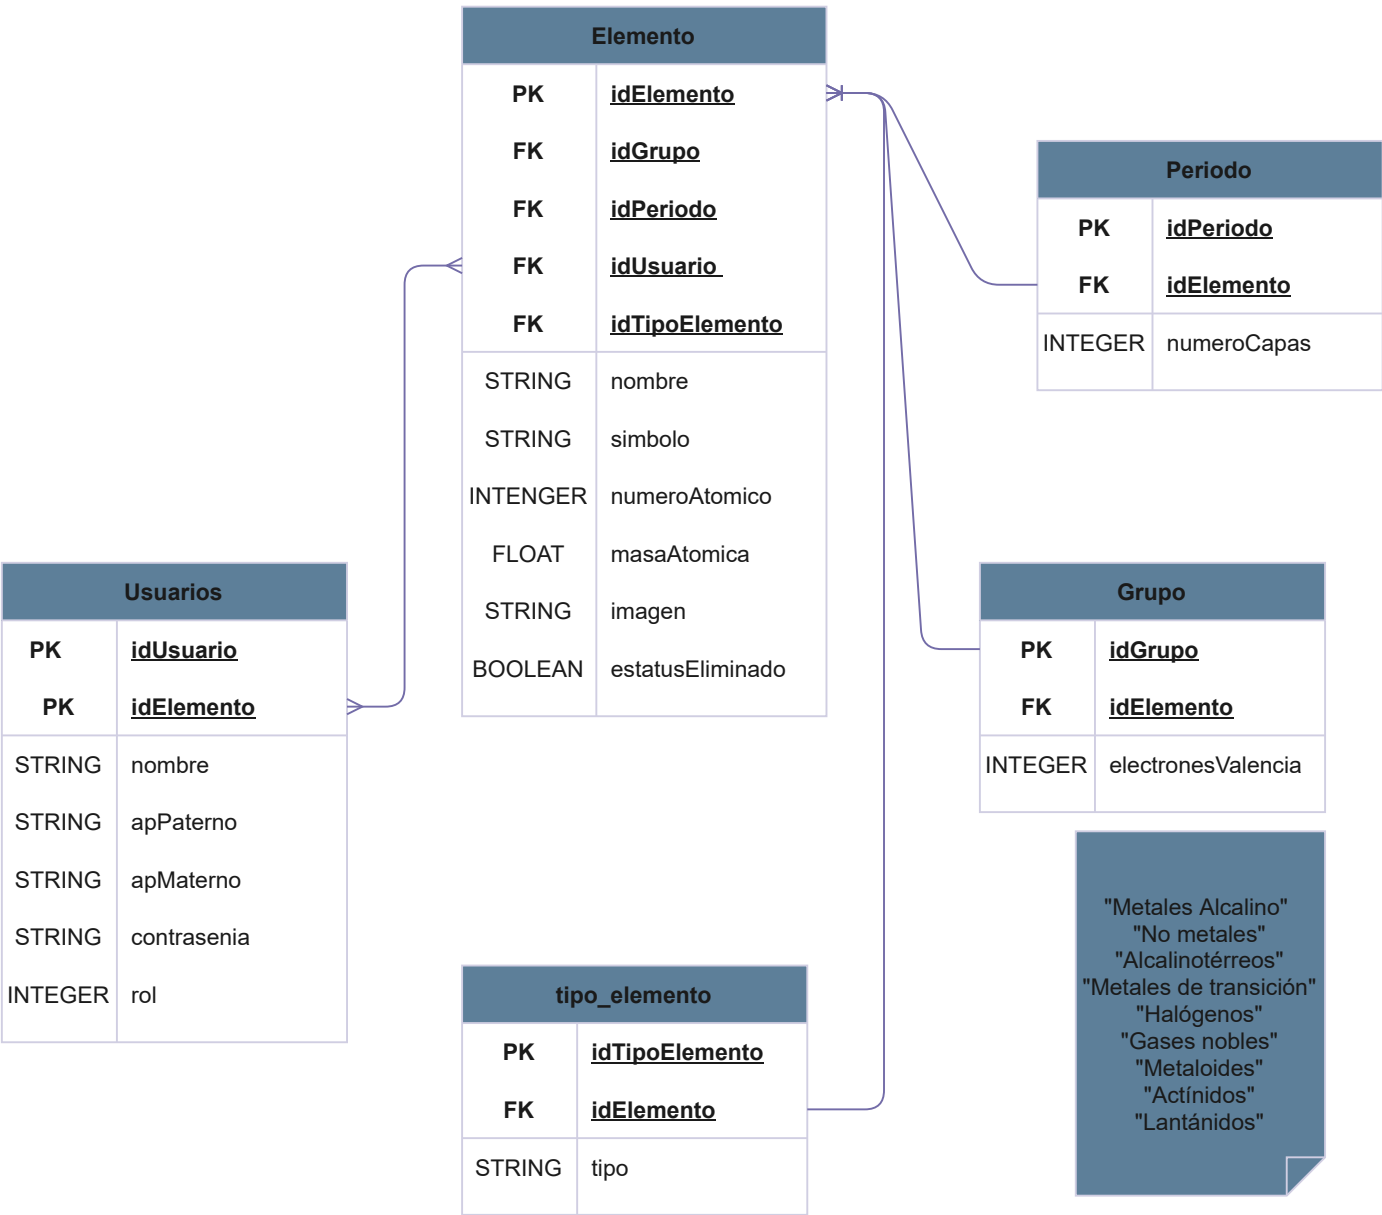 Elemento
PK idElemento
FK idGrupo
FK idPeriodo
FK idUsuario
FK idTipoElemento
STRING nombre
STRING simbolo
INTENGER numeroAtomico
FLOAT masaAtomica
STRING imagen
BOOLEAN estatusEliminado
Periodo
PK idPeriodo
FK idElemento
INTEGER numeroCapas
Usuarios
PK idUsuario
PK idElemento
STRING nombre
STRING apPaterno
STRING apMaterno
STRING contrasenia
INTEGER rol
Grupo
PK idGrupo
FK idElemento
INTEGER electronesValencia
"Metales Alcalino"
"No metales"
"Alcalinotérreos"
"Metales de transición"
"Halógenos"
"Gases nobles"
"Metaloides"
"Actínidos"
"Lantánidos"
tipo_elemento
PK idTipoElemento
FK idElemento
STRING tipo